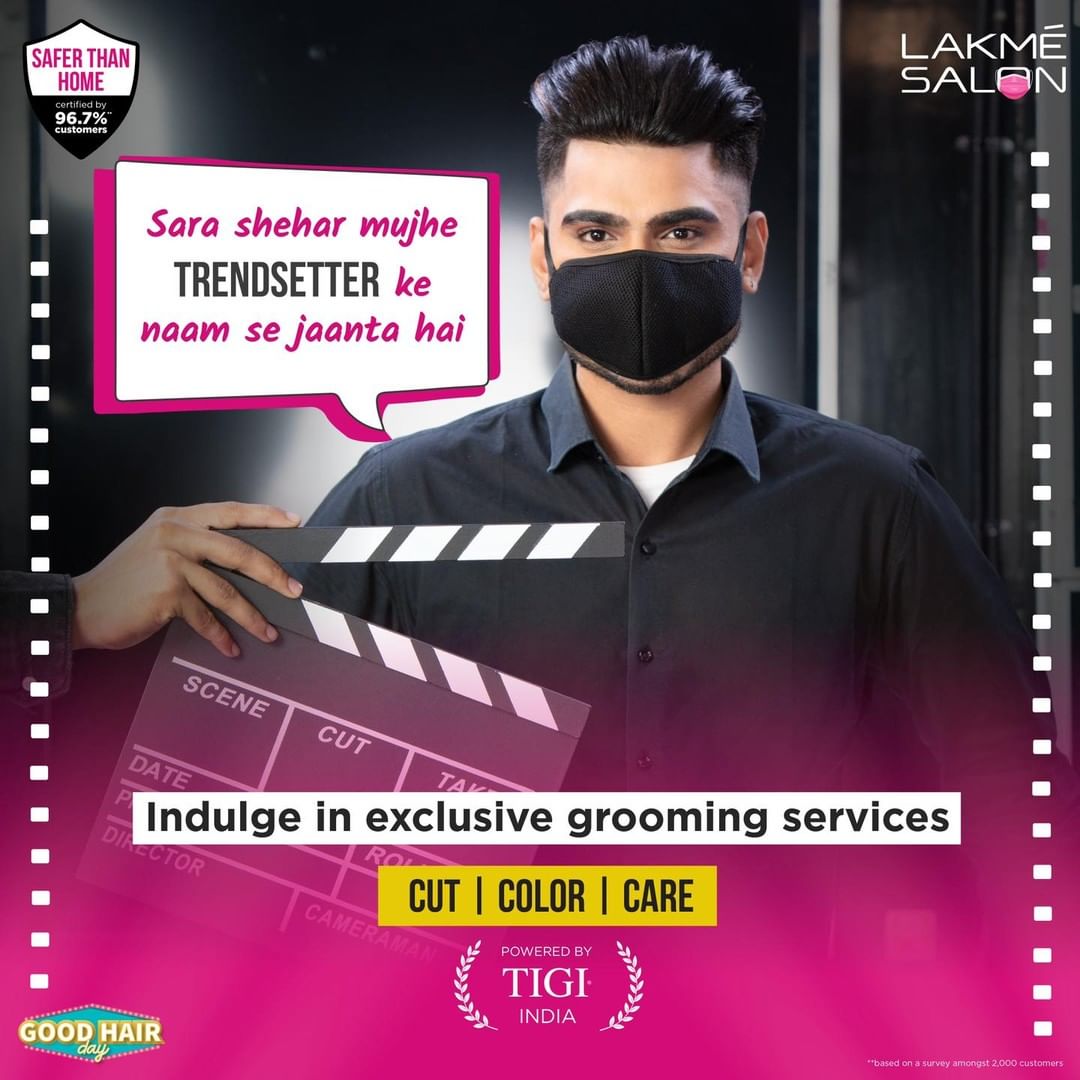 SAFER THAN
HOME
certified by
96.7%**
customers
LAKMÉ
SALON
Sara shehar mujhe
TRENDSETTER ke
naam se jaanta hai
SCENE
CUT
DATE
DIRECTOR
CAMERAMAN
Indulge in exclusive grooming services
CUT | COLOR | CARE
POWERED BY
TIGI
INDIA
GOOD HAIR
day
**based on a survey amongst 2,000 customers